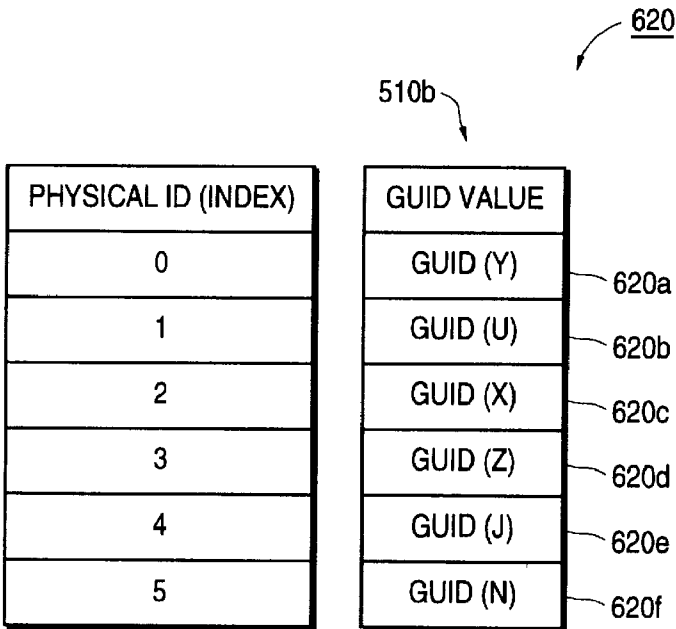 620
510b
PHYSICAL ID (INDEX) GUID VALUE
0 GUID (Y) 620a
1 GUID (U) 620b
2 GUID (X) 620c
3 GUID (Z) 620d
4 GUID (J) 620e
5 GUID (N) 620f